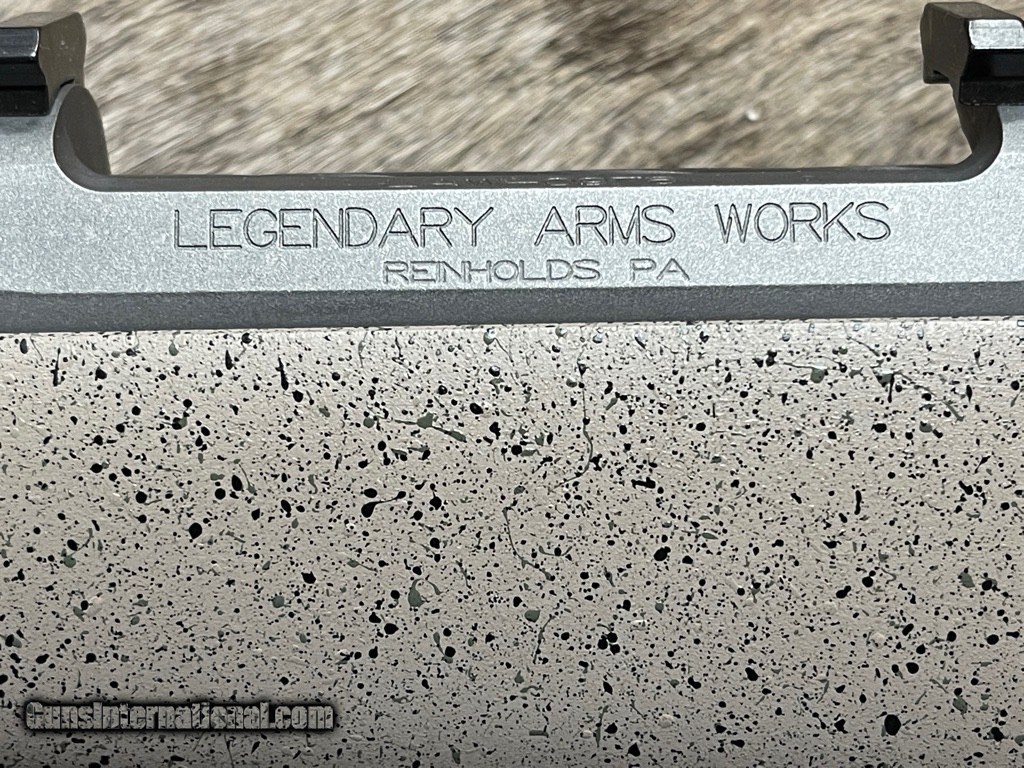 LEGENDARY ARMS WORKS
REINHOLDS PA
GunsInternational.com